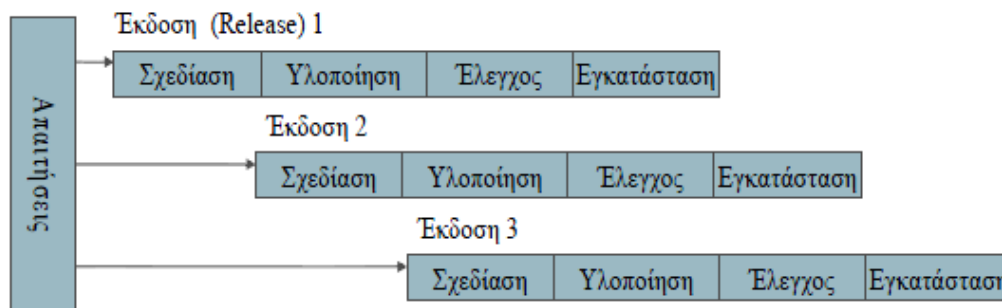 Έκδοση (Release) 1
Σχεδίαση Υλοποίηση Έλεγχος Εγκατάσταση
Απαιτήσεις
Έκδοση 2
Σχεδίαση Υλοποίηση Έλεγχος Εγκατάσταση
Έκδοση 3
Σχεδίαση Υλοποίηση Έλεγχος Εγκατάσταση